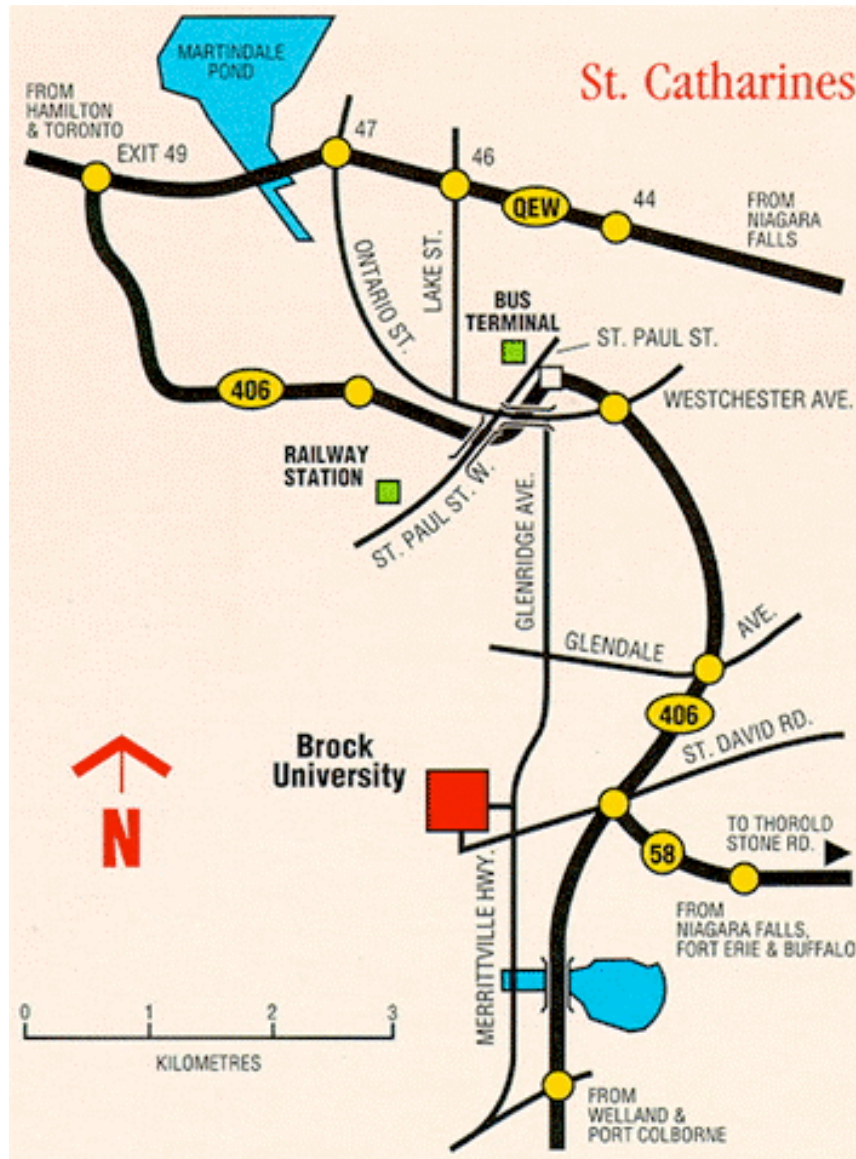 MARTINDALE
POND
St. Catharines
FROM
HAMILTON
& TORONTO
EXIT 49
47
46
44
QEW
FROM
NIAGARA
FALLS
ONTARIO ST.
LAKE ST.
BUS
TERMINAL
ST. PAUL ST.
406
WESTCHESTER AVE.
RAILWAY
STATION
ST. PAUL ST. W.
GLENRIDGE AVE.
GLENDALE AVE.
406
ST. DAVID RD.
Brock
University
N
58
TO THOROLD
STONE RD.
MERRITTVILLE HWY.
FROM
NIAGARA FALLS,
FORT ERIE & BUFFALO
0 1 2 3
KILOMETRES
FROM
WELLAND &
PORT COLBORNE